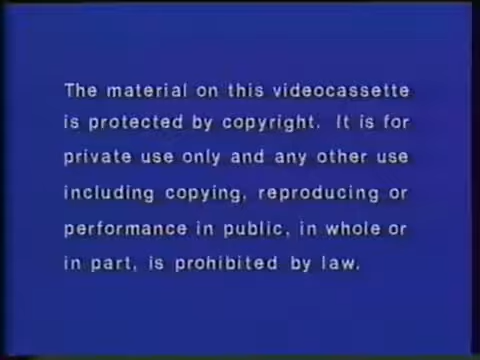 The material on this videocassette
is protected by copyright. It is for
private use only and any other use
including copying, reproducing or
performance in public, in whole or
in part, is prohibited by law.